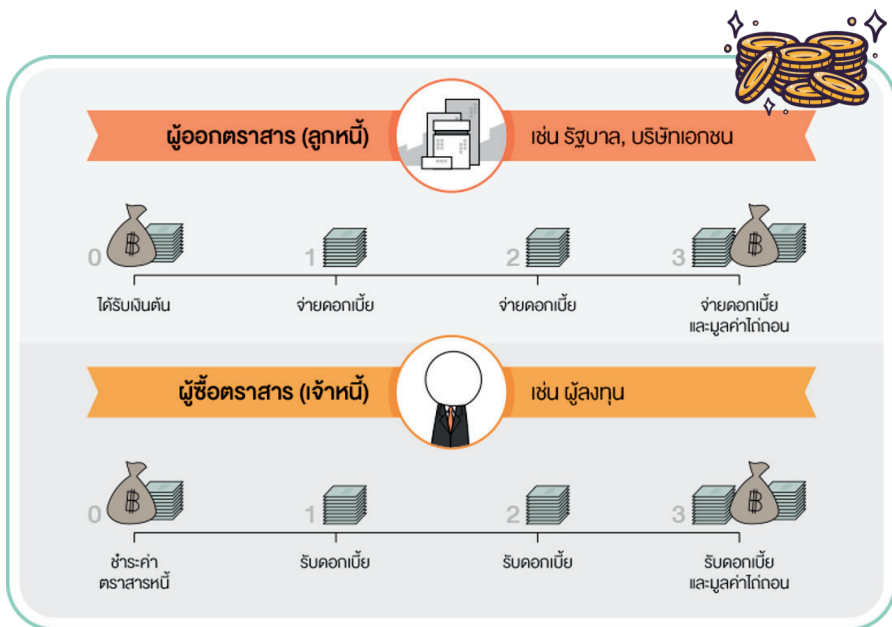 ผู้ออกตราสาร (ลูกหนี้)
เช่น รัฐบาล, บริษัทเอกชน
0
1
2
3
฿
฿
ได้รับเงินต้น
จ่ายดอกเบี้ย
จ่ายดอกเบี้ย
จ่ายดอกเบี้ย
และมูลค่าไถ่ถอน
ผู้ซื้อตราสาร (เจ้าหนี้)
เช่น ผู้ลงทุน
0
1
2
3
฿
฿
ชำระค่า
ตราสารหนี้
รับดอกเบี้ย
รับดอกเบี้ย
รับดอกเบี้ย
และมูลค่าไถ่ถอน